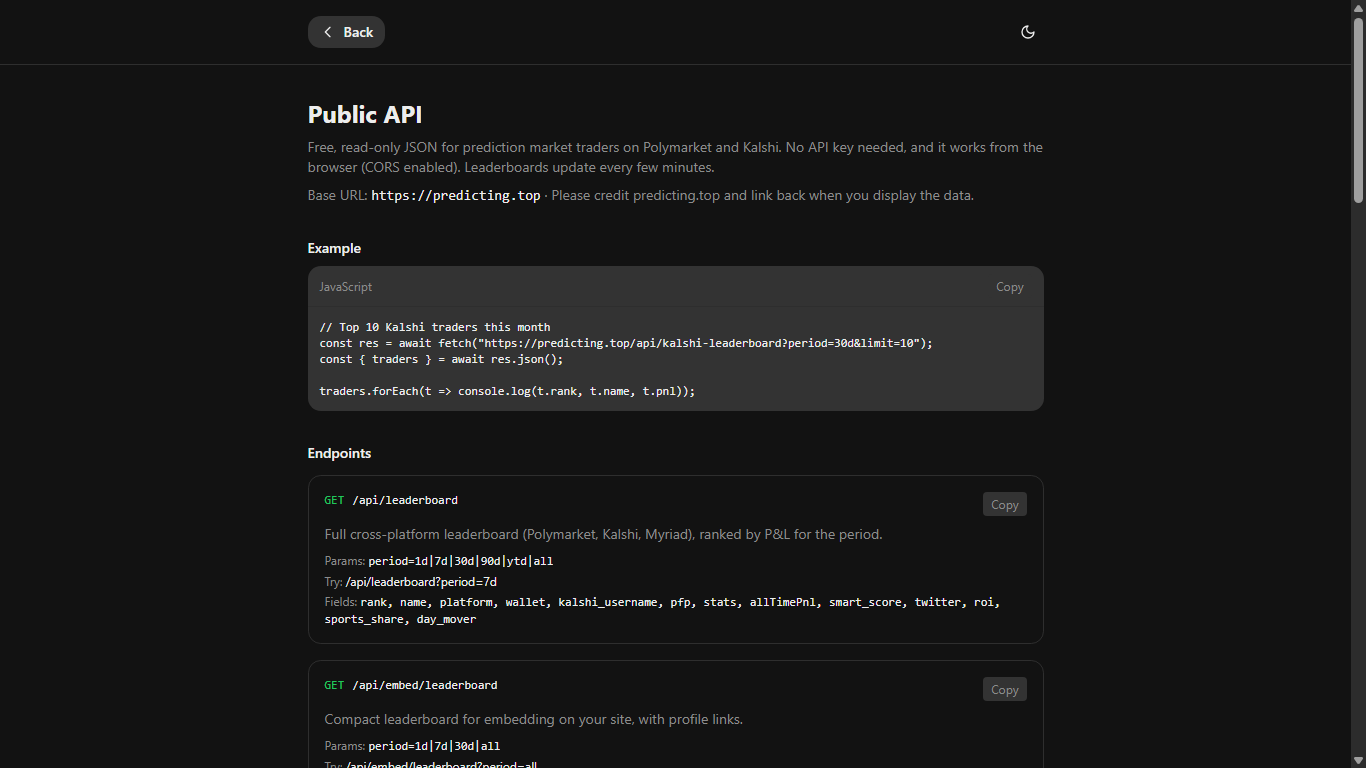 Back
Public API
Free, read-only JSON for prediction market traders on Polymarket and Kalshi. No API key needed, and it works from the
browser (CORS enabled). Leaderboards update every few minutes.
Base URL: https://predicting.top · Please credit predicting.top and link back when you display the data.
Example
JavaScript Copy
// Top 10 Kalshi traders this month
const res = await fetch("https://predicting.top/api/kalshi-leaderboard?period=30d&limit=10");
const { traders } = await res.json();
traders.forEach(t => console.log(t.rank, t.name, t.pnl));
Endpoints
GET /api/leaderboard Copy
Full cross-platform leaderboard (Polymarket, Kalshi, Myriad), ranked by P&L for the period.
Params: period=1d|7d|30d|90d|ytd|all
Try: /api/leaderboard?period=7d
Fields: rank, name, platform, wallet, kalshi_username, pfp, stats, allTimePnl, smart_score, twitter, roi,
sports_share, day_mover
GET /api/embed/leaderboard Copy
Compact leaderboard for embedding on your site, with profile links.
Params: period=1d|7d|30d|all
Try: /api/embed/leaderboard?period=all